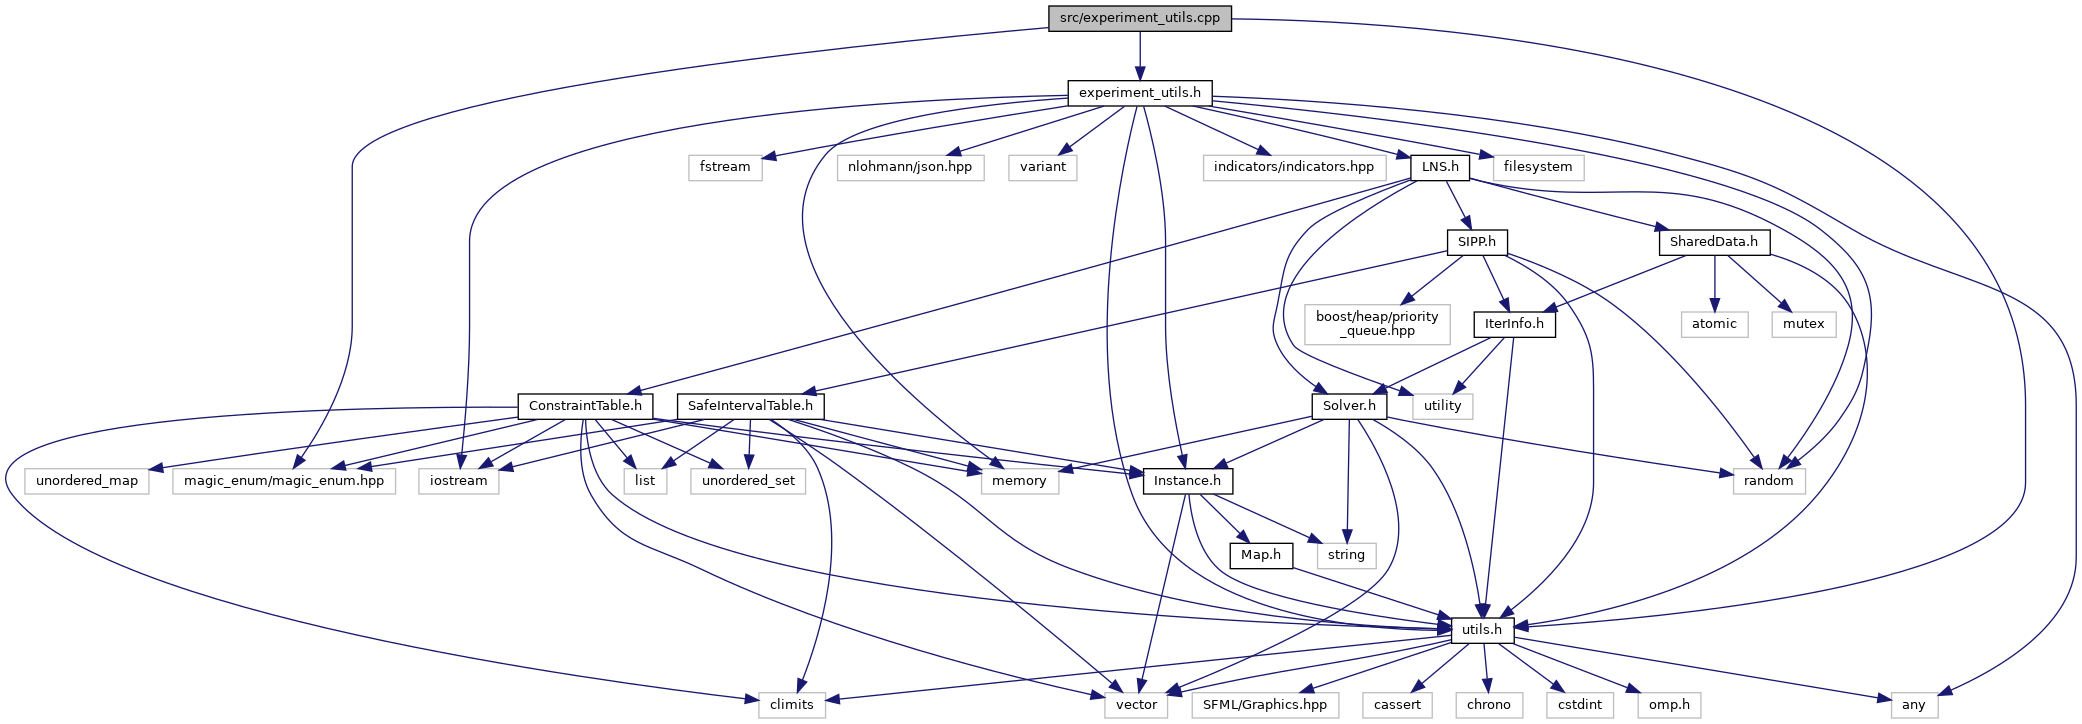 src/experiment_utils.cpp
experiment_utils.h
fstream
nlohmann/json.hpp
variant
indicators/indicators.hpp
LNS.h
filesystem
SIPP.h
SharedData.h
boost/heap/priority
_queue.hpp
IterInfo.h
atomic
mutex
ConstraintTable.h
SafeIntervalTable.h
Solver.h
utility
unordered_map
magic_enum/magic_enum.hpp
iostream
list
unordered_set
memory
Instance.h
random
Map.h
string
utils.h
climits
vector
SFML/Graphics.hpp
cassert
chrono
cstdint
omp.h
any